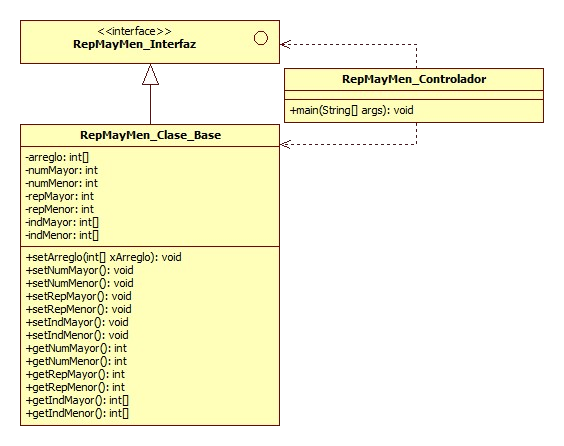 <<interface>>
RepMayMen_Interfaz
RepMayMen_Controlador
+main(String[] args): void
RepMayMen_Clase_Base
-arreglo: int[]
-numMayor: int
-numMenor: int
-repMayor: int
-repMenor: int
-indMayor: int[]
-indMenor: int[]
+setArreglo(int[] xArreglo): void
+setNumMayor(): void
+setNumMenor(): void
+setRepMayor(): void
+setRepMenor(): void
+setIndMayor(): void
+setIndMenor(): void
+getNumMayor(): int
+getNumMenor(): int
+getRepMayor(): int
+getRepMenor(): int
+getIndMayor(): int[]
+getIndMenor(): int[]